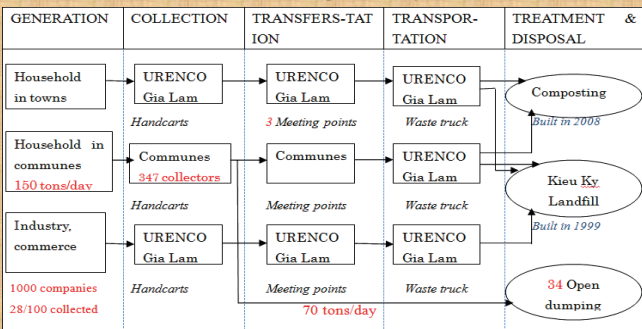 GENERATION
COLLECTION
TRANSFERS-TAT
ION
TRANSPOR-
TATION
TREATMENT &
DISPOSAL
Household
in towns
URENCO
Gia Lam
URENCO
Gia Lam
URENCO
Gia Lam
Composting
Handcarts
3 Meeting points
Waste truck
Built in 2008
Household in
communes
150 tons/day
Communes
347 collectors
Communes
URENCO
Gia Lam
Kieu Ky
Landfill
Handcarts
Meeting points
Waste truck
Built in 1999
Industry,
commerce
URENCO
Gia Lam
URENCO
Gia Lam
URENCO
Gia Lam
34 Open
dumping
1000 companies
28/100 collected
Handcarts
Meeting points
Waste truck
70 tons/day